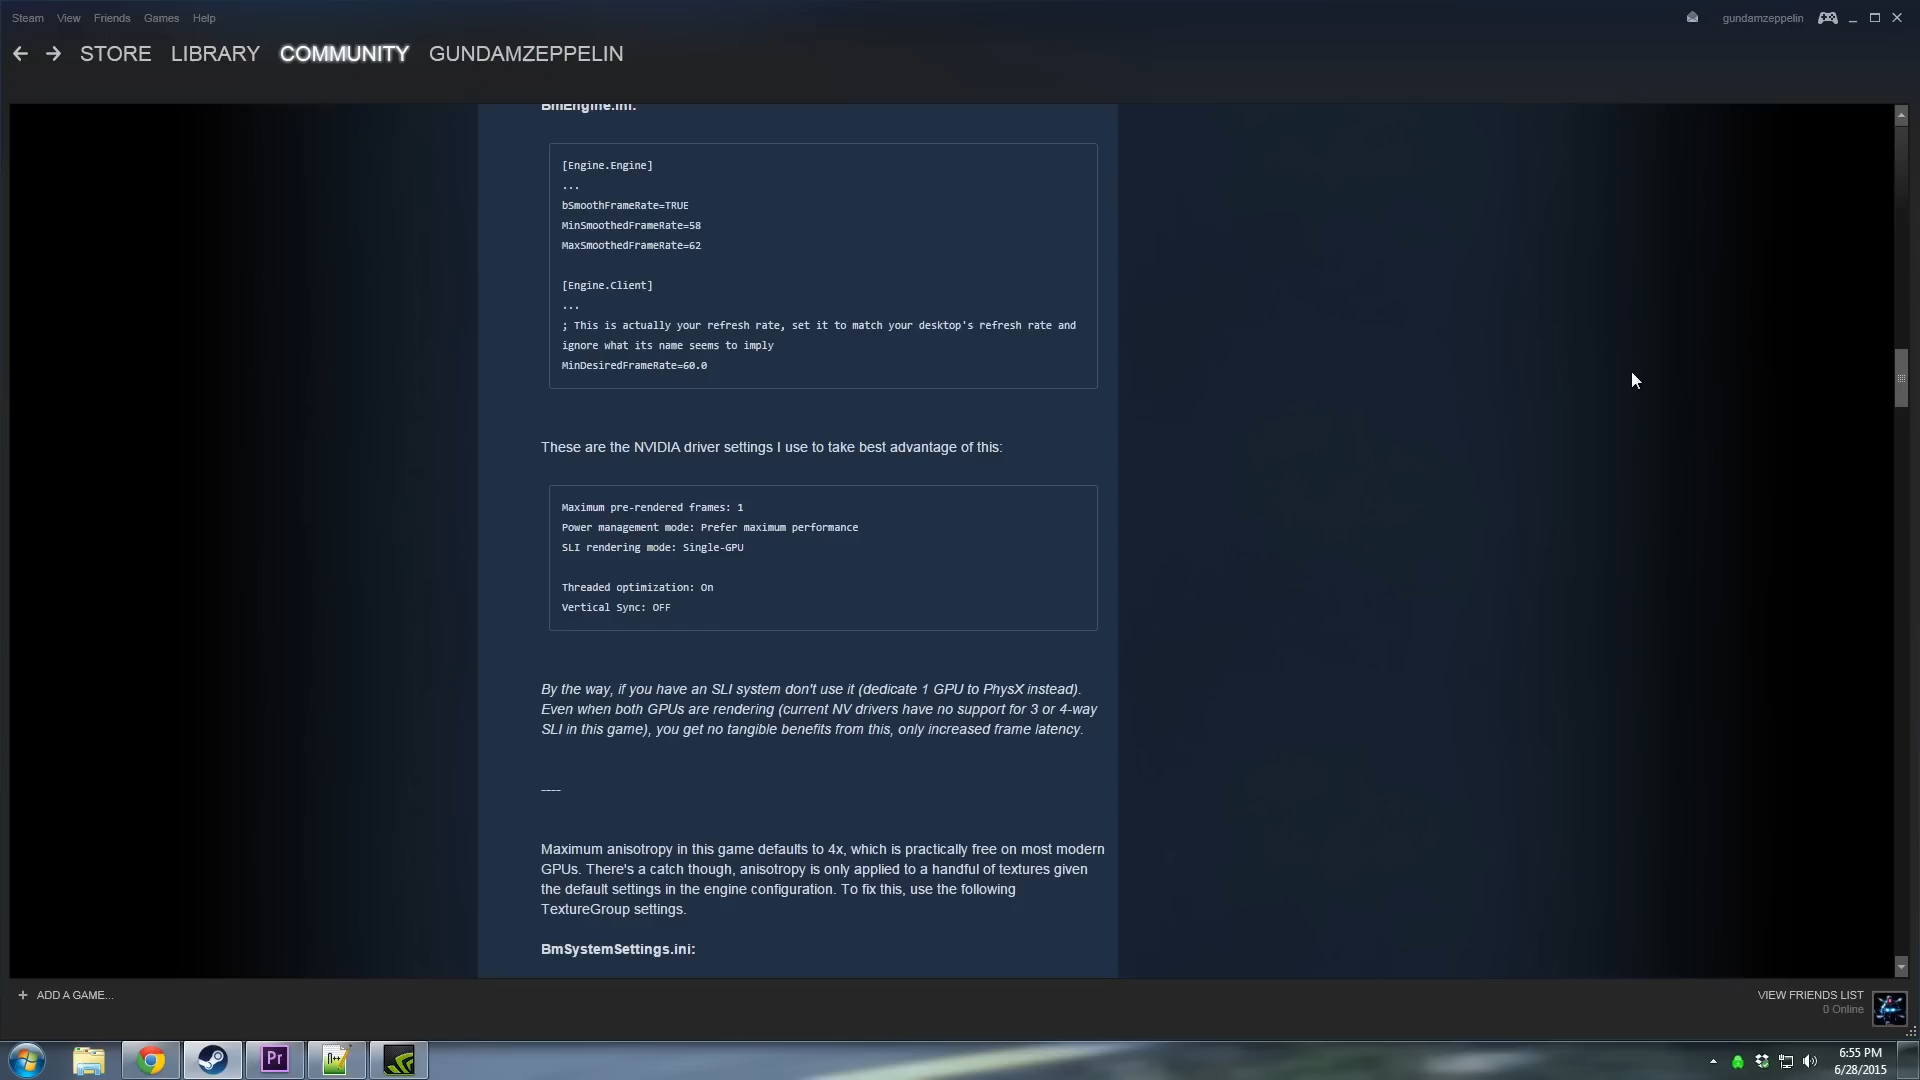 Steam View Friends Games Help
gundamzeppelin
STORE LIBRARY COMMUNITY GUNDAMZEPPELIN
BmEngine.ini:
[Engine.Engine]
...
bSmoothFrameRate=TRUE
MinSmoothedFrameRate=58
MaxSmoothedFrameRate=62
[Engine.Client]
...
; This is actually your refresh rate, set it to match your desktop's refresh rate and
ignore what its name seems to imply
MinDesiredFrameRate=60.0
These are the NVIDIA driver settings I use to take best advantage of this:
Maximum pre-rendered frames: 1
Power management mode: Prefer maximum performance
SLI rendering mode: Single-GPU
Threaded optimization: On
Vertical Sync: OFF
By the way, if you have an SLI system don't use it (dedicate 1 GPU to PhysX instead).
Even when both GPUs are rendering (current NV drivers have no support for 3 or 4-way
SLI in this game), you get no tangible benefits from this, only increased frame latency.
----
Maximum anisotropy in this game defaults to 4x, which is practically free on most modern
GPUs. There's a catch though, anisotropy is only applied to a handful of textures given
the default settings in the engine configuration. To fix this, use the following
TextureGroup settings.
BmSystemSettings.ini:
+ ADD A GAME...
VIEW FRIENDS LIST
0 Online
Pr
6:55 PM
6/28/2015